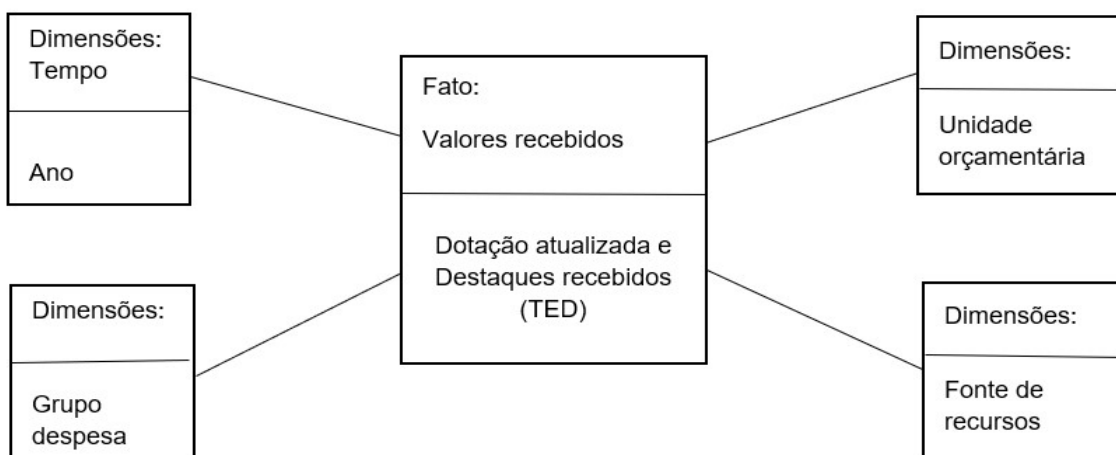 Dimensões:
Tempo
Ano
Fato:
Valores recebidos
Dotação atualizada e
Destaques recebidos
(TED)
Dimensões:
Unidade
orçamentária
Dimensões:
Grupo
despesa
Dimensões:
Fonte de
recursos